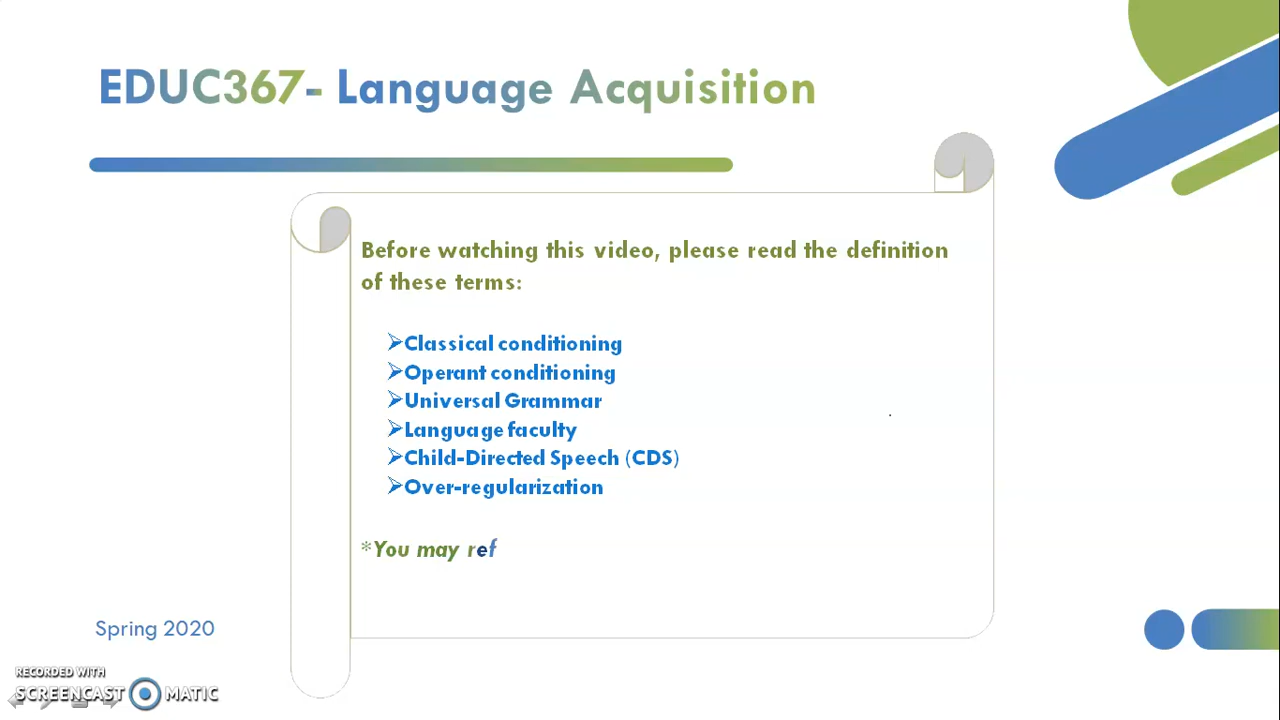 EDUC367- Language Acquisition
Before watching this video, please read the definition
of these terms:
➢Classical conditioning
➢Operant conditioning
➢Universal Grammar
➢Language faculty
➢Child-Directed Speech (CDS)
➢Over-regularization
*You may ref
Spring 2020
RECORDED WITH
SCREENCAST MATIC